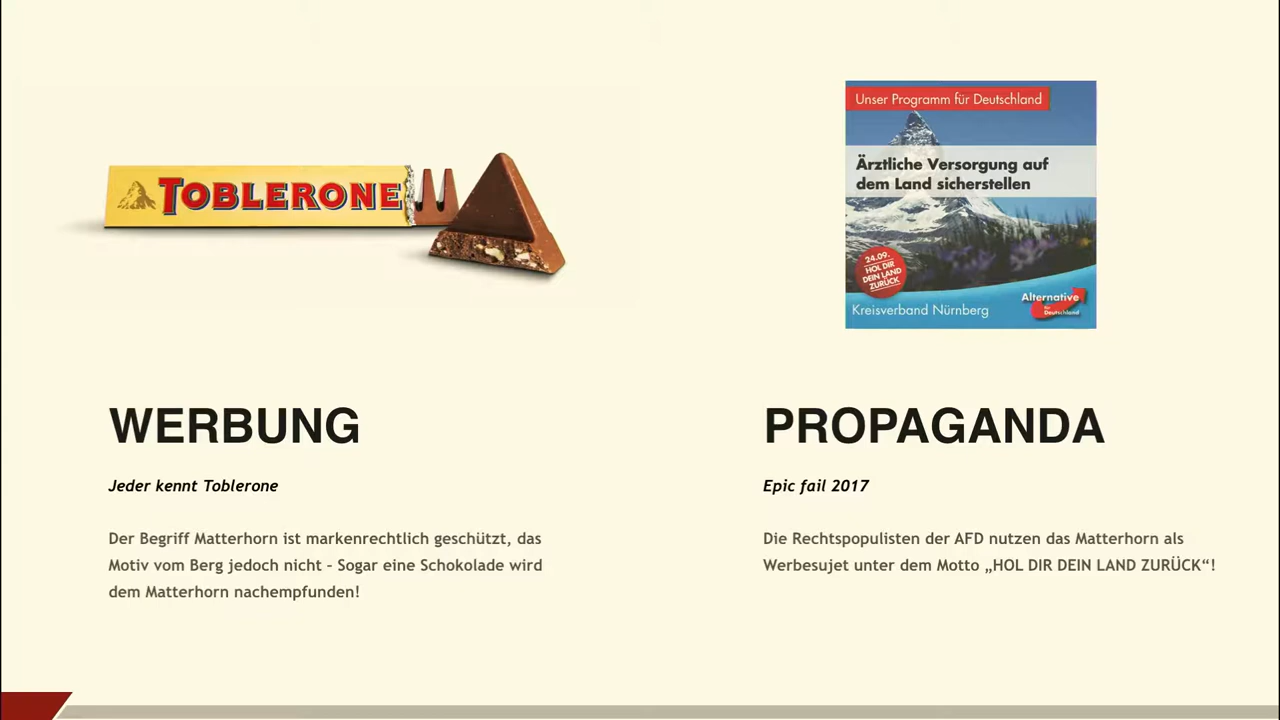 TOBLERONE
Unser Programm für Deutschland
Ärztliche Versorgung auf
dem Land sicherstellen
24.09.
HOL DIR
DEIN LAND
ZURÜCK
Kreisverband Nürnberg
Alternative
für
Deutschland
WERBUNG
Jeder kennt Toblerone
Der Begriff Matterhorn ist markenrechtlich geschützt, das
Motiv vom Berg jedoch nicht – Sogar eine Schokolade wird
dem Matterhorn nachempfunden!
PROPAGANDA
Epic fail 2017
Die Rechtspopulisten der AFD nutzen das Matterhorn als
Werbesujet unter dem Motto „HOL DIR DEIN LAND ZURÜCK“!